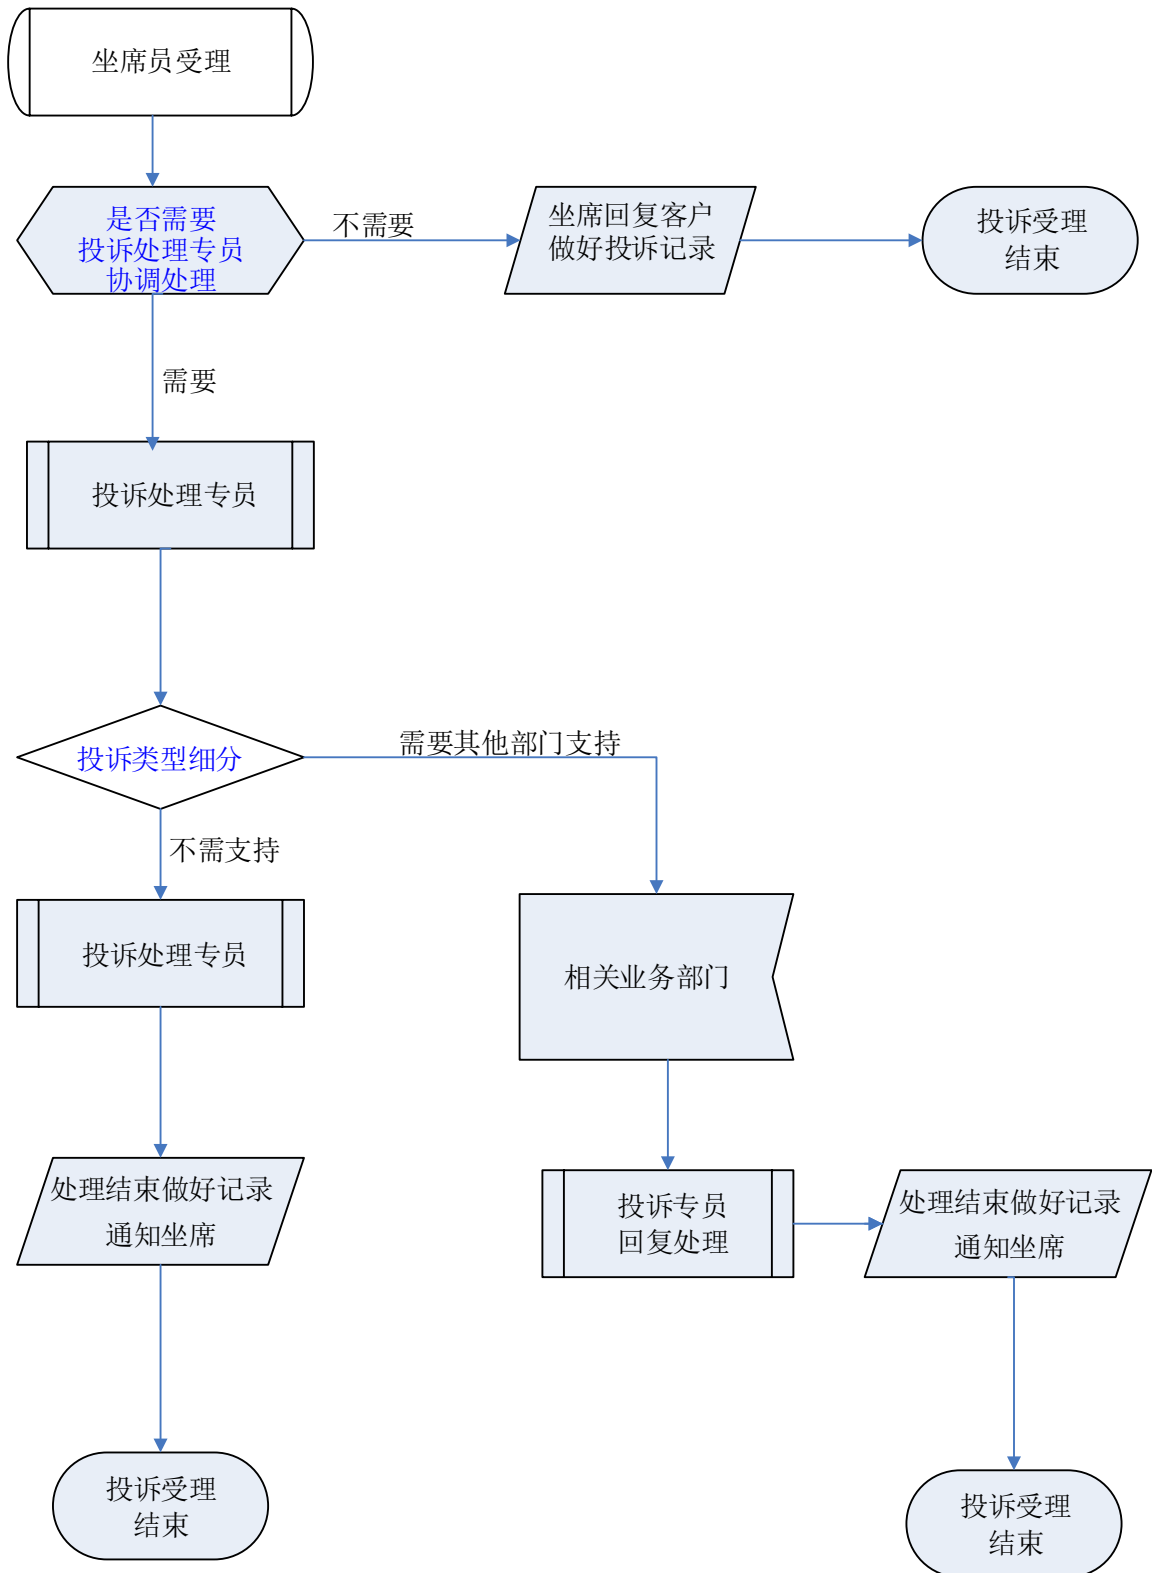 坐席员受理
是否需要
投诉处理专员
协调处理
不需要
坐席回复客户
做好投诉记录
投诉受理
结束
需要
投诉处理专员
投诉类型细分
需要其他部门支持
不需支持
投诉处理专员
相关业务部门
处理结束做好记录
通知坐席
投诉专员
回复处理
处理结束做好记录
通知坐席
投诉受理
结束
投诉受理
结束